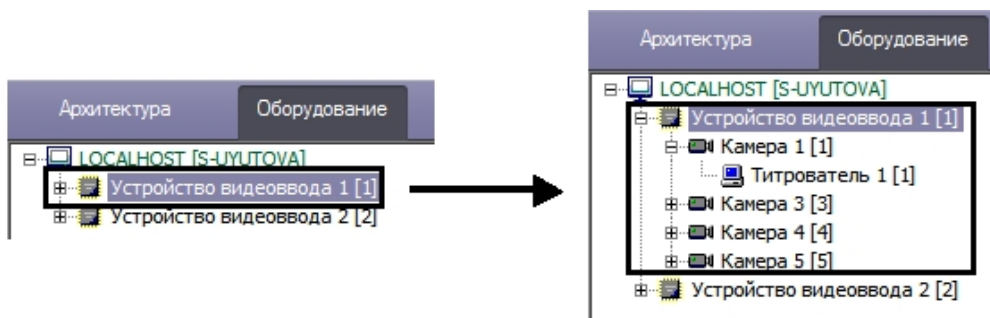 Архитектура Оборудование
LOCALHOST [S-UYUTOVA]
Устройство видеоввода 1 [1]
Устройство видеоввода 2 [2]
Архитектура Оборудование
LOCALHOST [S-UYUTOVA]
Устройство видеоввода 1 [1]
Камера 1 [1]
Титрователь 1 [1]
Камера 3 [3]
Камера 4 [4]
Камера 5 [5]
Устройство видеоввода 2 [2]